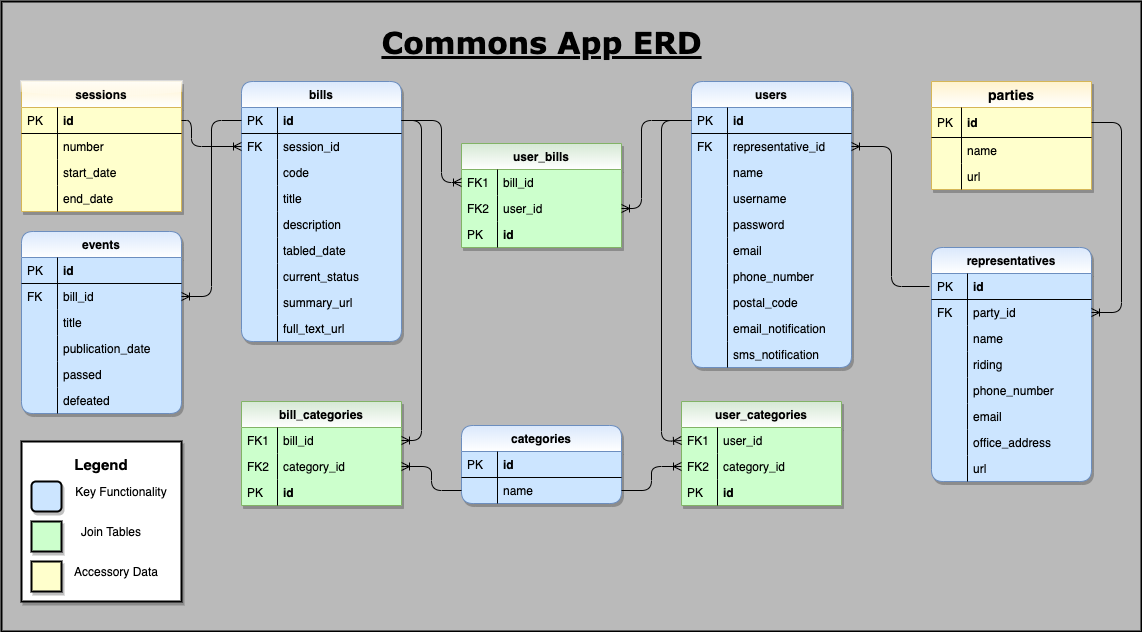 Commons App ERD
sessions
PK id
number
start_date
end_date
events
PK id
FK bill_id
title
publication_date
passed
defeated
Legend
Key Functionality
Join Tables
Accessory Data
bills
PK id
FK session_id
code
title
description
tabled_date
current_status
summary_url
full_text_url
bill_categories
FK1 bill_id
FK2 category_id
PK id
user_bills
FK1 bill_id
FK2 user_id
PK id
categories
PK id
name
users
PK id
FK representative_id
name
username
password
email
phone_number
postal_code
email_notification
sms_notification
user_categories
FK1 user_id
FK2 category_id
PK id
parties
PK id
name
url
representatives
PK id
FK party_id
name
riding
phone_number
email
office_address
url